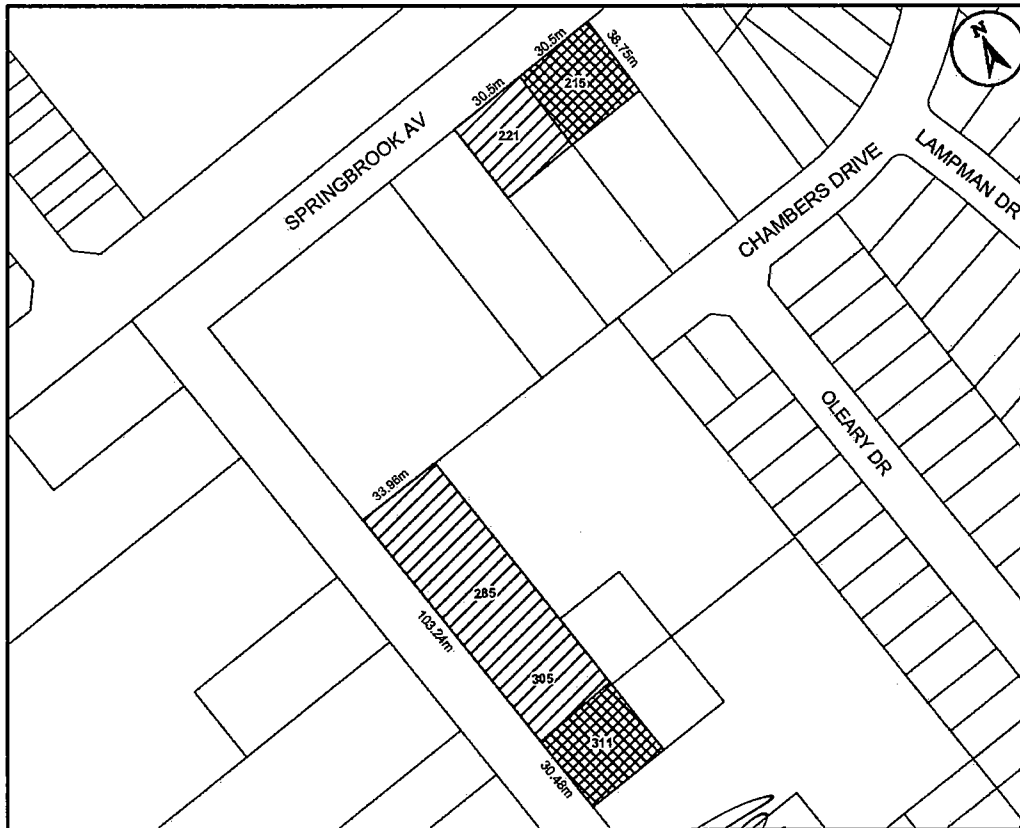 N
30.5m
38.75m
215
30.5m
221
SPRINGBROOK AV
LAMPMAN DR
CHAMBERS DRIVE
OLEARY DR
33.96m
285
103.24m
305
311
30.48m